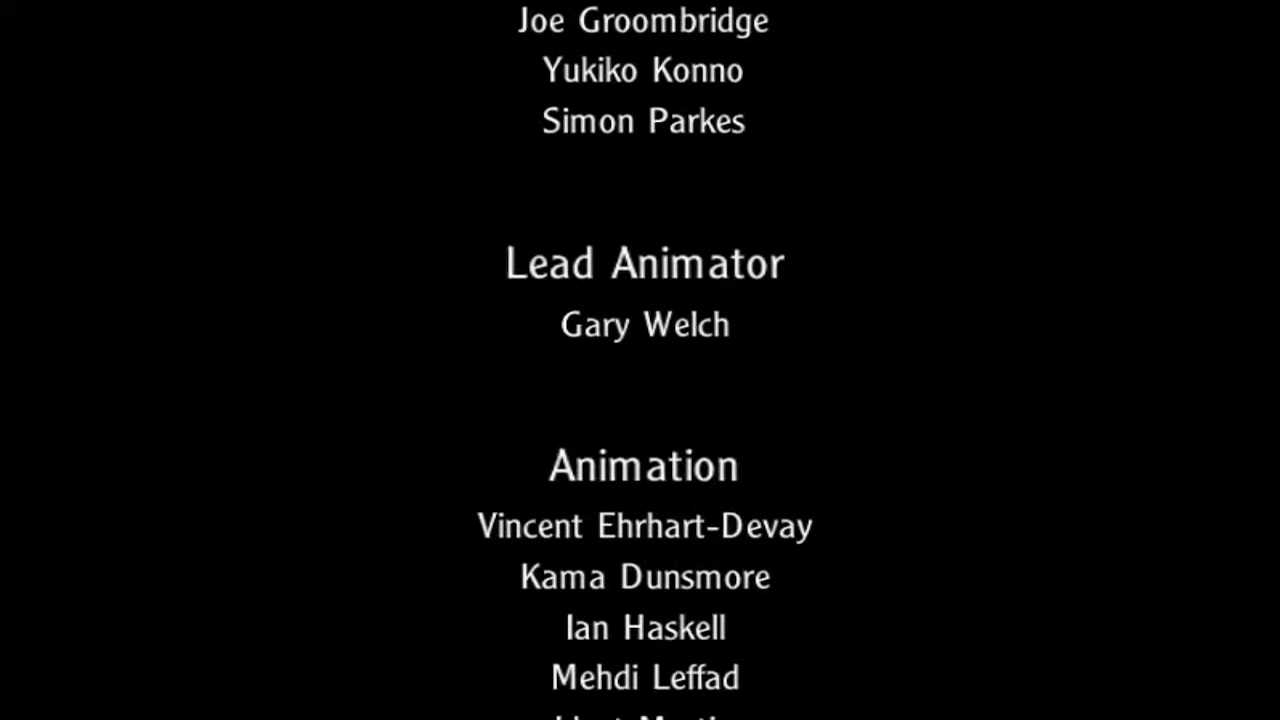 Joe Groombridge
Yukiko Konno
Simon Parkes
Lead Animator
Gary Welch
Animation
Vincent Ehrhart-Devay
Kama Dunsmore
Ian Haskell
Mehdi Leffad